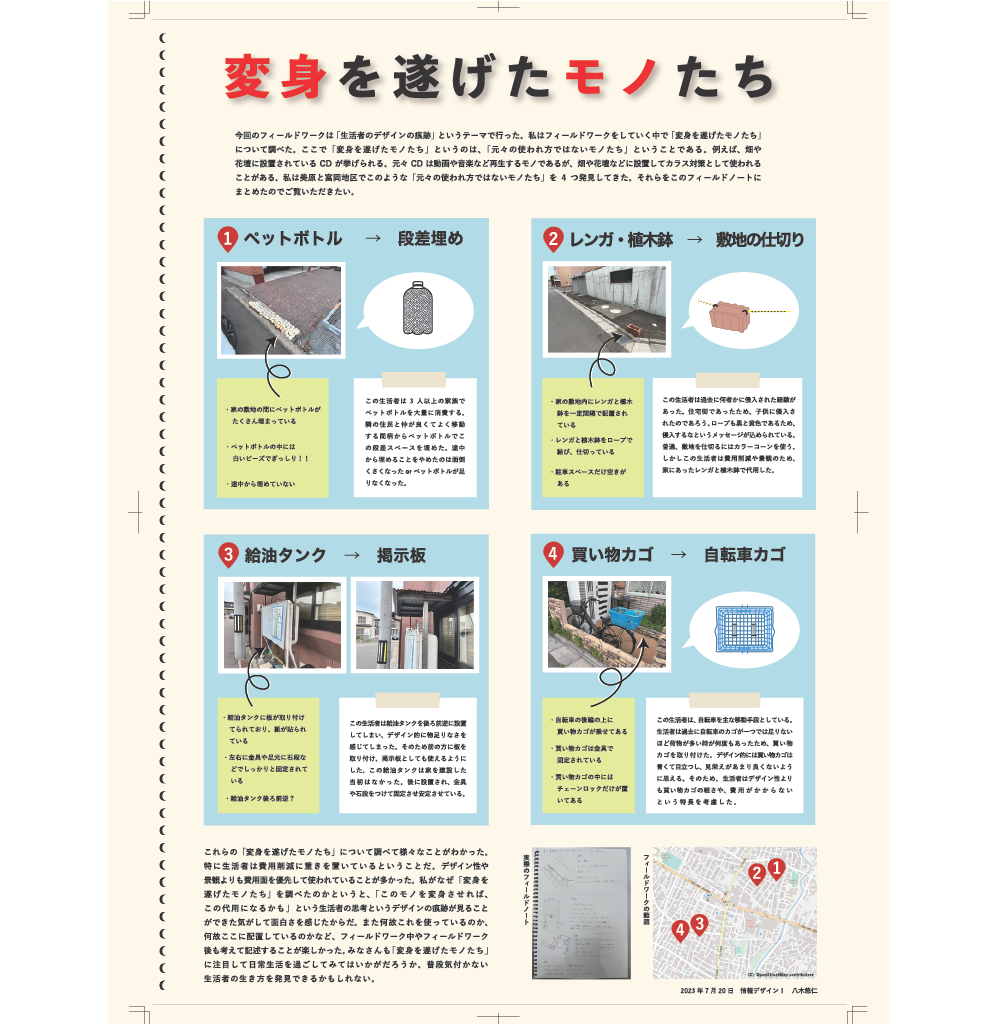 変身を遂げたモノたち
今回のフィールドワークは「生活者のデザインの痕跡」というテーマで行った。私はフィールドワークをしていく中で「変身を遂げたモノたち」
について調べた。ここで「変身を遂げたモノたち」というのは、「元々の使われ方ではないモノたち」ということである。例えば、畑や
花壇に設置されている CD が挙げられる。元々 CD は動画や音楽など再生するモノであるが、畑や花壇などに設置してカラス対策として使われる
ことがある。私は美原と富岡地区でこのような「元々の使われ方ではないモノたち」を 4 つ発見してきた。それらをこのフィールドノートに
まとめたのでご覧いただきたい。
1 ペットボトル → 段差埋め
・家の敷地の間にペットボトルが
たくさん埋まっている
・ペットボトルの中には
白いビーズでぎっしり！！
・途中から埋めていない
この生活者は 3 人以上の家族で
ペットボトルを大量に消費する。
隣の住民と仲が良くてよく移動
する間柄からペットボトルでこ
の段差スペースを埋めた。途中
から埋めることをやめたのは面倒
くさくなった or ペットボトルが足
りなくなった。
2 レンガ・植木鉢 → 敷地の仕切り
・家の敷地内にレンガと植木
鉢を一定間隔で配置され
ている
・レンガと植木鉢をロープで
結び、仕切っている
・駐車スペースだけ空きが
ある
この生活者は過去に何者かに侵入された経験が
あった。住宅街であったため、子供に侵入さ
れたのであろう。ロープも黒と黄色であるため、
侵入するなというメッセージが込められている。
普通、敷地を仕切るにはカラーコーンを使う。
しかしこの生活者は費用削減や景観のため、
家にあったレンガと植木鉢で代用した。
3 給油タンク → 掲示板
・給油タンクに板が取り付け
てられており、紙が貼られ
ている
・左右に金具や足元に石段な
どでしっかりと固定されて
いる
・給油タンク後ろ前逆？
この生活者は給油タンクを後ろ前逆に設置
してしまい、デザイン的に物足りなさを
感じてしまった。そのため前の方に板を
取り付け、掲示板としても使えるようにし
した。この給油タンクは家を建設した
当初はなかった。後に設置され、金具
や石段をつけて固定させ安定させている。
4 買い物カゴ → 自転車カゴ
・自転車の後輪の上に
買い物カゴが乗せてある
・買い物カゴは金具で
固定されている
・買い物カゴの中には
チェーンロックだけが置
いてある
この生活者は、自転車を主な移動手段としている。
生活者は過去に自転車のカゴが一つでは足りない
ほど荷物が多い時が何度もあったため、買い物
カゴを取り付けた。デザイン的には買い物カゴは
青くて目立つし、見栄えがあまり良くないよう
に思える。そのため、生活者はデザイン性より
も買い物カゴの軽さや、費用がかからない
という特長を考慮した。
これらの「変身を遂げたモノたち」について調べて様々なことがわかった。
特に生活者は費用削減に重きを置いているということだ。デザイン性や
景観よりも費用面を優先して使われていることが多かった。私がなぜ「変身を
遂げたモノたち」を調べたのかというと、「このモノを変身させれば、
この代用になるかも」という生活者の思考というデザインの痕跡が見ること
ができた気がして面白さを感じたからだ。また何故これを使っているのか、
何故ここに配置しているのかなど、フィールドワーク中やフィールドワーク
後も考えて記述することが楽しかった。みなさんも「変身を遂げたモノたち」
に注目して日常生活を過ごしてみてはいかがだろうか。普段気付かない
生活者の生き方を発見できるかもしれない。
実際のフィールドノート
フィールドワークの範囲
1
2
3
4
(C) OpenStreetMap contributors
2023 年 7 月 20 日 情報デザイン I 八木悠仁